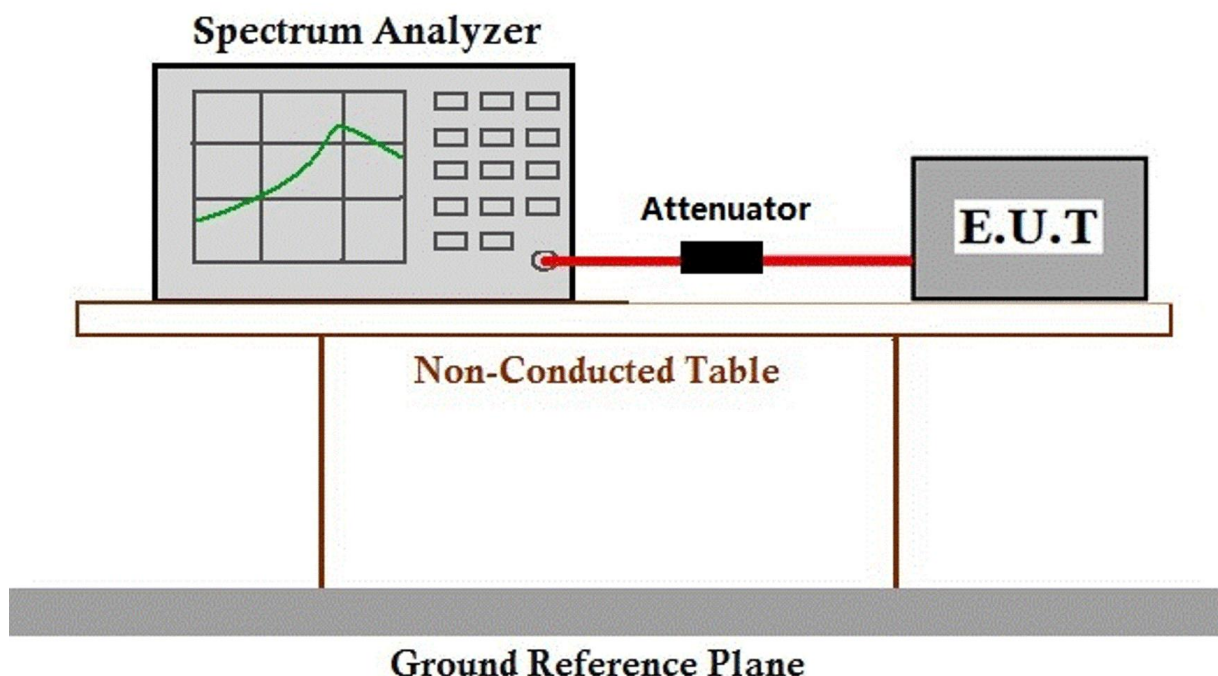 Spectrum Analyzer
Attenuator
E.U.T
Non-Conducted Table
Ground Reference Plane